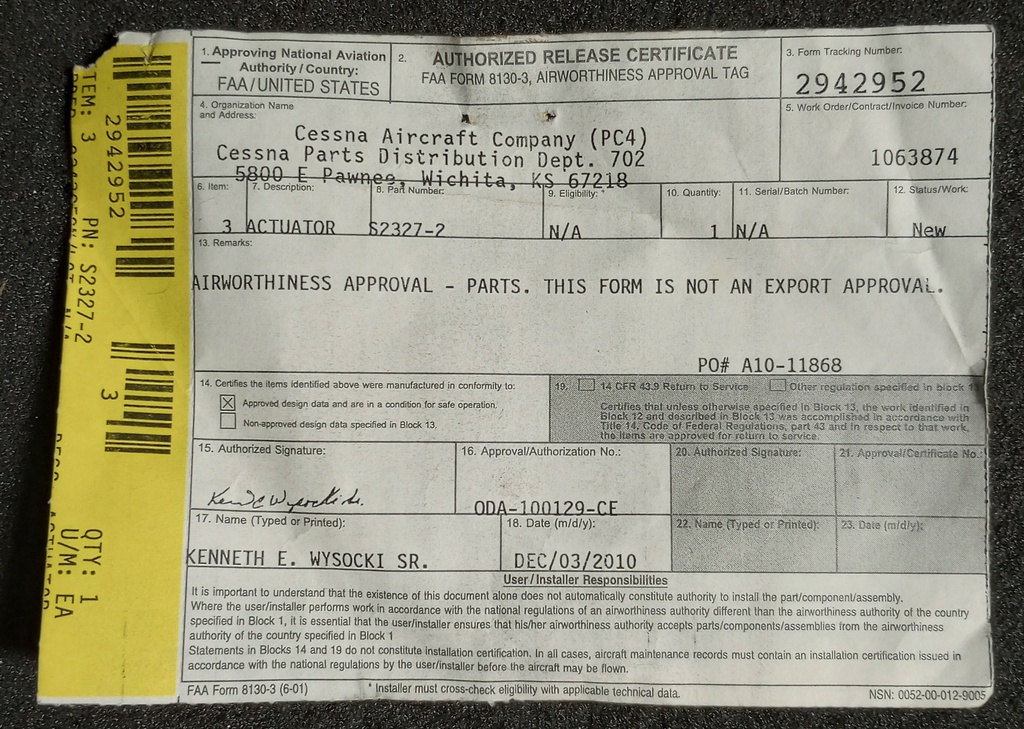 ITEM: 3 PN: S2327-2 QTY: 1
2942952 3 U/M: EA
1. Approving National Aviation Authority / Country:
FAA/UNITED STATES
2. AUTHORIZED RELEASE CERTIFICATE
FAA FORM 8130-3, AIRWORTHINESS APPROVAL TAG
3. Form Tracking Number:
2942952
4. Organization Name
and Address:
Cessna Aircraft Company (PC4)
Cessna Parts Distribution Dept. 702
5800 E Pawnee, Wichita, KS 67218
5. Work Order/Contract/Invoice Number:
1063874
6. Item: 7. Description: 8. Part Number: 9. Eligibility: * 10. Quantity: 11. Serial/Batch Number: 12. Status/Work:
3 ACTUATOR S2327-2 N/A 1 N/A New
13. Remarks:
AIRWORTHINESS APPROVAL - PARTS. THIS FORM IS NOT AN EXPORT APPROVAL.
PO# A10-11868
14. Certifies the items identified above were manufactured in conformity to:
Approved design data and are in a condition for safe operation.
Non-approved design data specified in Block 13.
19. 14 CFR 43.9 Return to Service Other regulation specified in block 13
Certifies that unless otherwise specified in Block 13, the work identified in
Block 12 and described in Block 13 was accomplished in accordance with
Title 14, Code of Federal Regulations, part 43 and in respect to that work,
the items are approved for return to service.
15. Authorized Signature:
16. Approval/Authorization No.:
ODA-100129-CE
20. Authorized Signature: 21. Approval/Certificate No.:
17. Name (Typed or Printed):
KENNETH E. WYSOCKI SR.
18. Date (m/d/y):
DEC/03/2010
22. Name (Typed or Printed): 23. Date (m/d/y):
User/Installer Responsibilities
It is important to understand that the existence of this document alone does not automatically constitute authority to install the part/component/assembly.
Where the user/installer performs work in accordance with the national regulations of an airworthiness authority different than the airworthiness authority of the country
specified in Block 1, it is essential that the user/installer ensures that his/her airworthiness authority accepts parts/components/assemblies from the airworthiness
authority of the country specified in Block 1
Statements in Blocks 14 and 19 do not constitute installation certification. In all cases, aircraft maintenance records must contain an installation certification issued in
accordance with the national regulations by the user/installer before the aircraft may be flown.
FAA Form 8130-3 (6-01) * Installer must cross-check eligibility with applicable technical data. NSN: 0052-00-012-9005